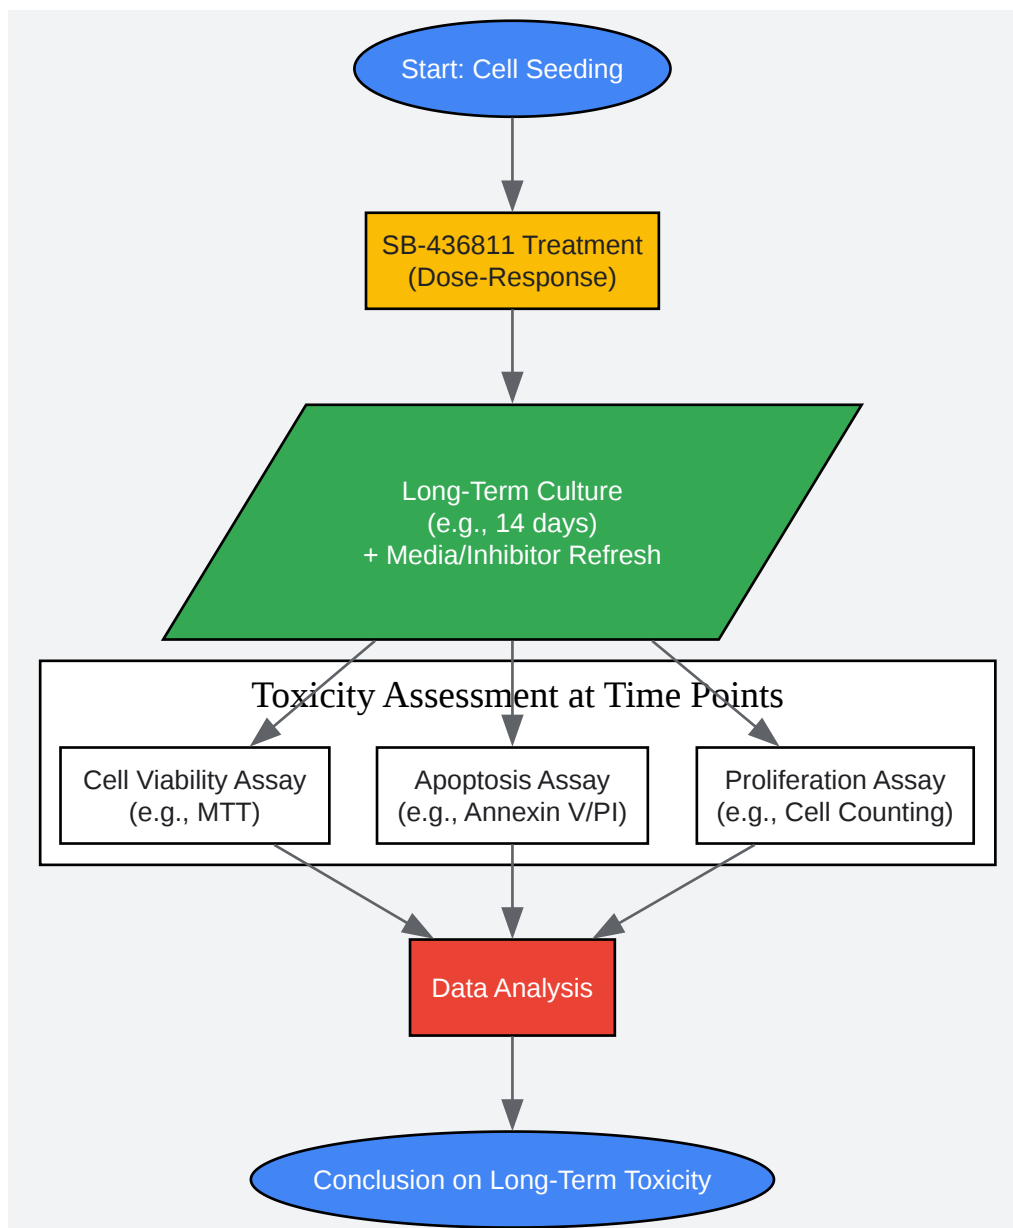 Start: Cell Seeding
SB-436811 Treatment
(Dose-Response)
Long-Term Culture
(e.g., 14 days)
+ Media/Inhibitor Refresh
Toxicity Assessment at Time Points
Cell Viability Assay
(e.g., MTT)
Apoptosis Assay
(e.g., Annexin V/PI)
Proliferation Assay
(e.g., Cell Counting)
Data Analysis
Conclusion on Long-Term Toxicity